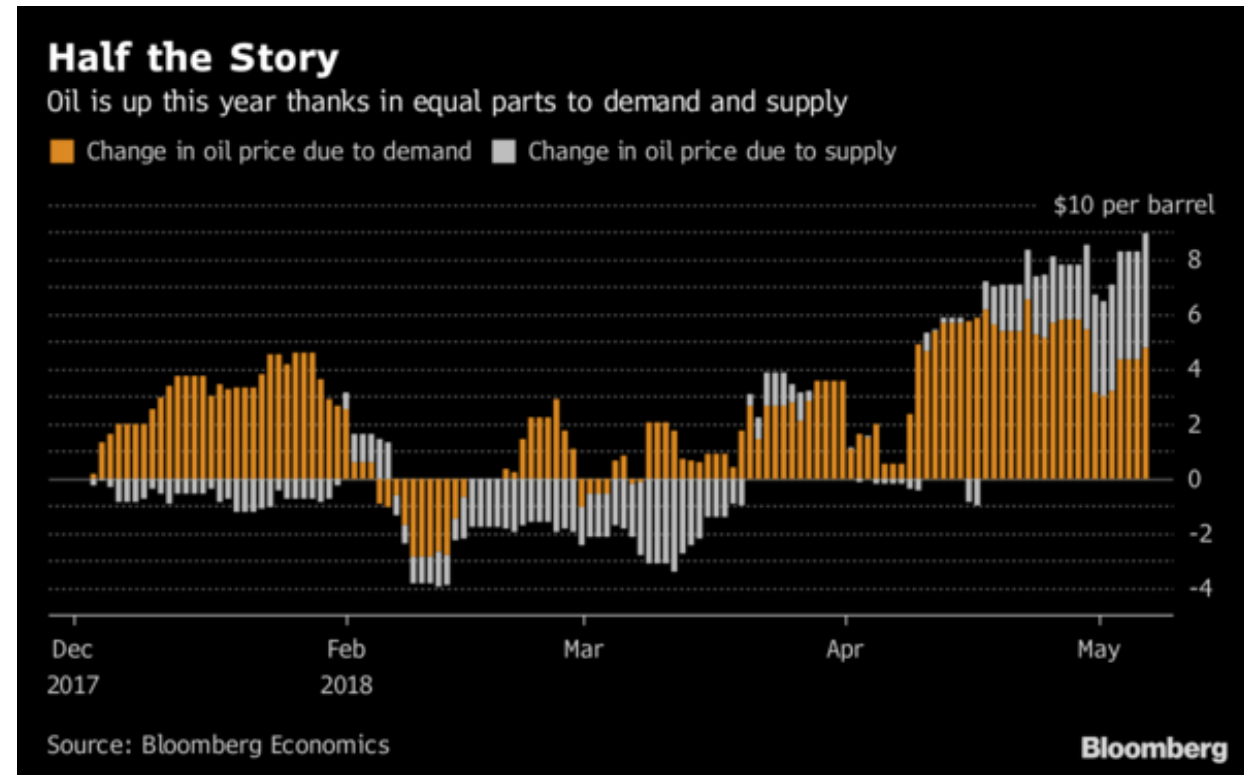 Half the Story
Oil is up this year thanks in equal parts to demand and supply
Change in oil price due to demand Change in oil price due to supply
$10 per barrel
8
6
4
2
0
-2
-4
Dec Feb Mar Apr May
2017 2018
Source: Bloomberg Economics Bloomberg